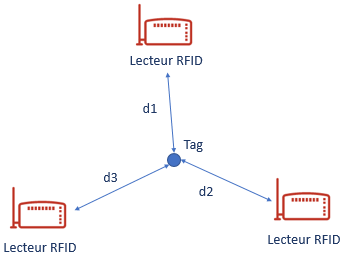 Lecteur RFID
d1
Tag
d3
d2
Lecteur RFID
Lecteur RFID